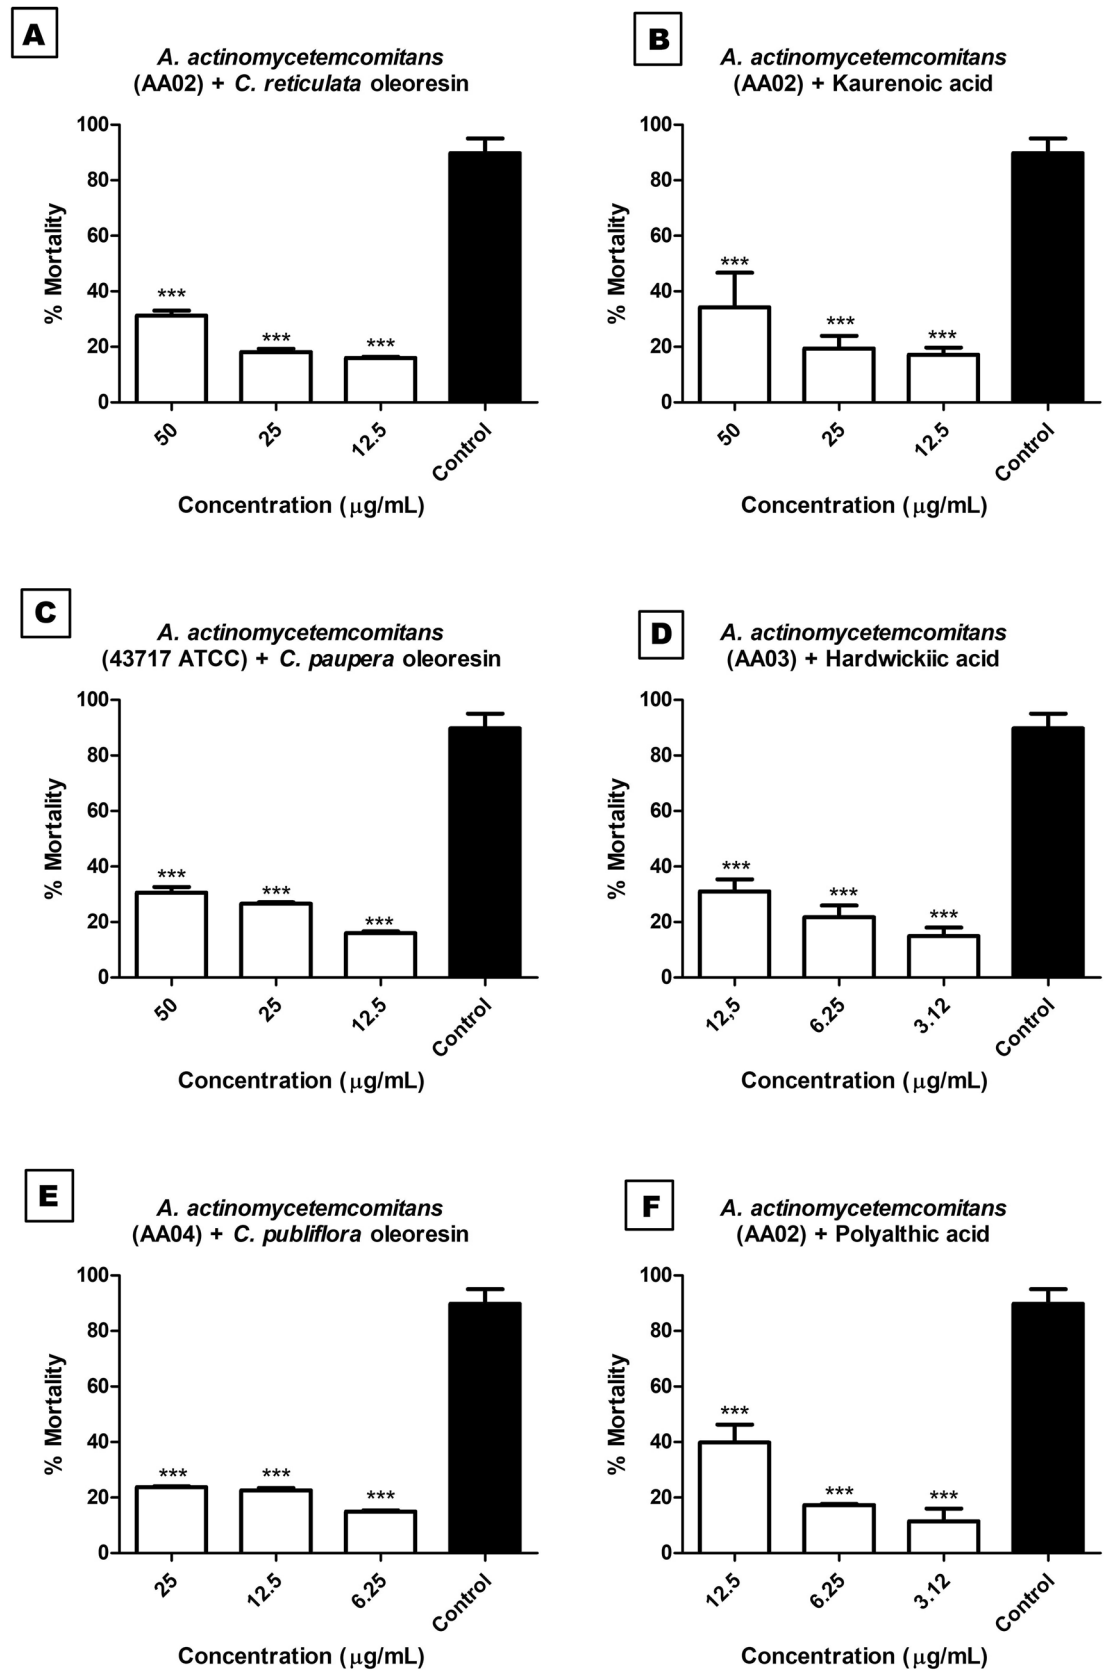 A
A. actinomycetemcomitans
(AA02) + C. reticulata oleoresin
100
80
60
40
20
0
% Mortality
***
***
***
50
25
12.5
Control
Concentration (μg/mL)
B
A. actinomycetemcomitans
(AA02) + Kaurenoic acid
100
80
60
40
20
0
% Mortality
***
***
***
50
25
12.5
Control
Concentration (μg/mL)
C
A. actinomycetemcomitans
(43717 ATCC) + C. paupera oleoresin
100
80
60
40
20
0
% Mortality
***
***
***
50
25
12.5
Control
Concentration (μg/mL)
D
A. actinomycetemcomitans
(AA03) + Hardwickiic acid
100
80
60
40
20
0
% Mortality
***
***
***
12,5
6.25
3.12
Control
Concentration (μg/mL)
E
A. actinomycetemcomitans
(AA04) + C. publiflora oleoresin
100
80
60
40
20
0
% Mortality
***
***
***
25
12.5
6.25
Control
Concentration (μg/mL)
F
A. actinomycetemcomitans
(AA02) + Polyalthic acid
100
80
60
40
20
0
% Mortality
***
***
***
12.5
6.25
3.12
Control
Concentration (μg/mL)